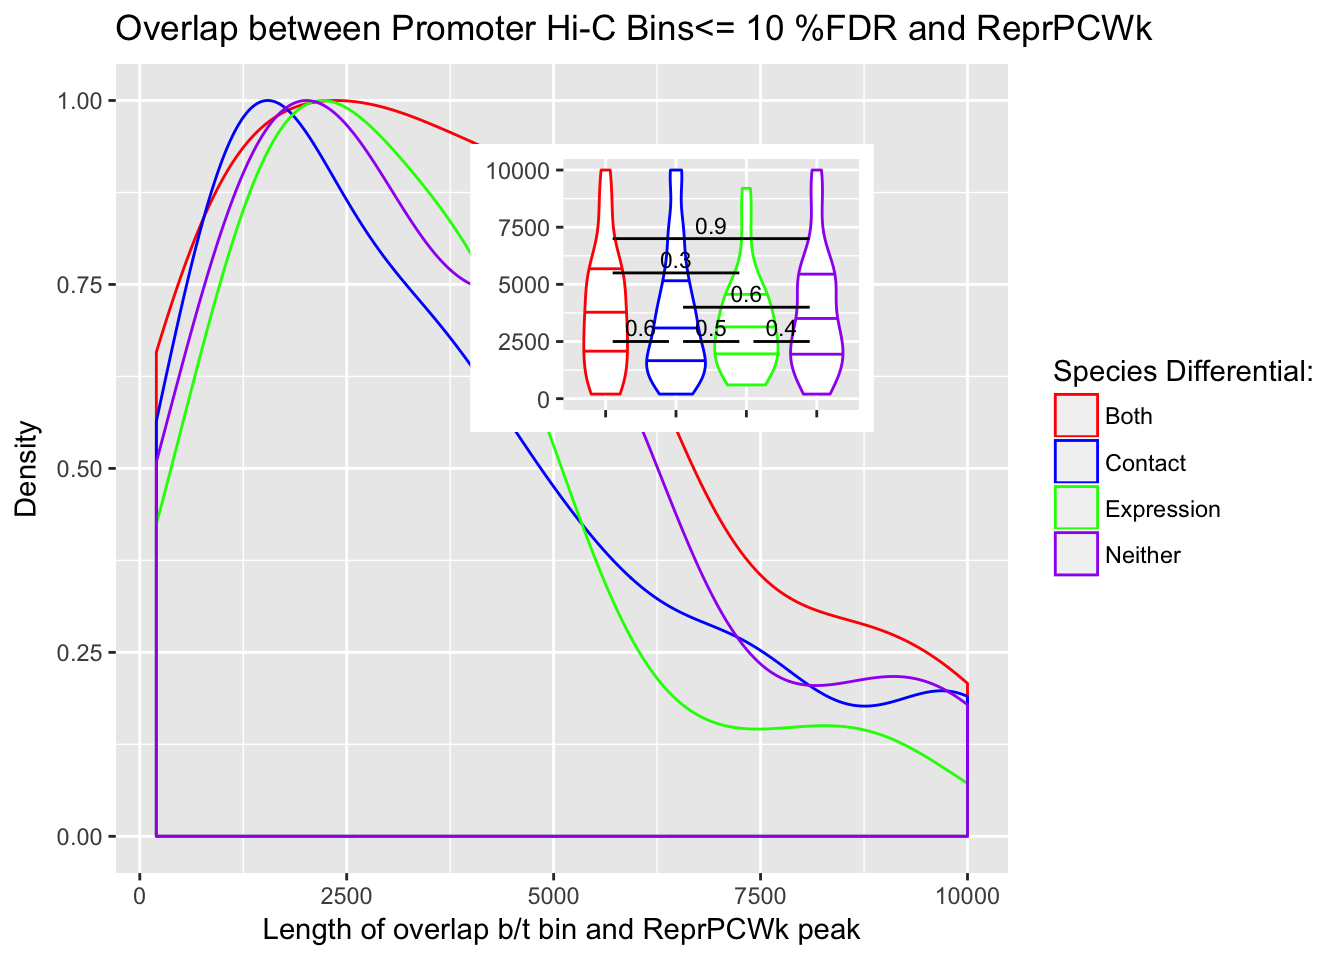 Overlap between Promoter Hi-C Bins<= 10 %FDR and ReprPCWk
Density
1.00
0.75
0.50
0.25
0.00
0
2500
5000
7500
10000
Length of overlap b/t bin and ReprPCWk peak
10000
7500
5000
2500
0
0.9
0.3
0.6
0.6
0.5
0.4
Species Differential:
Both
Contact
Expression
Neither